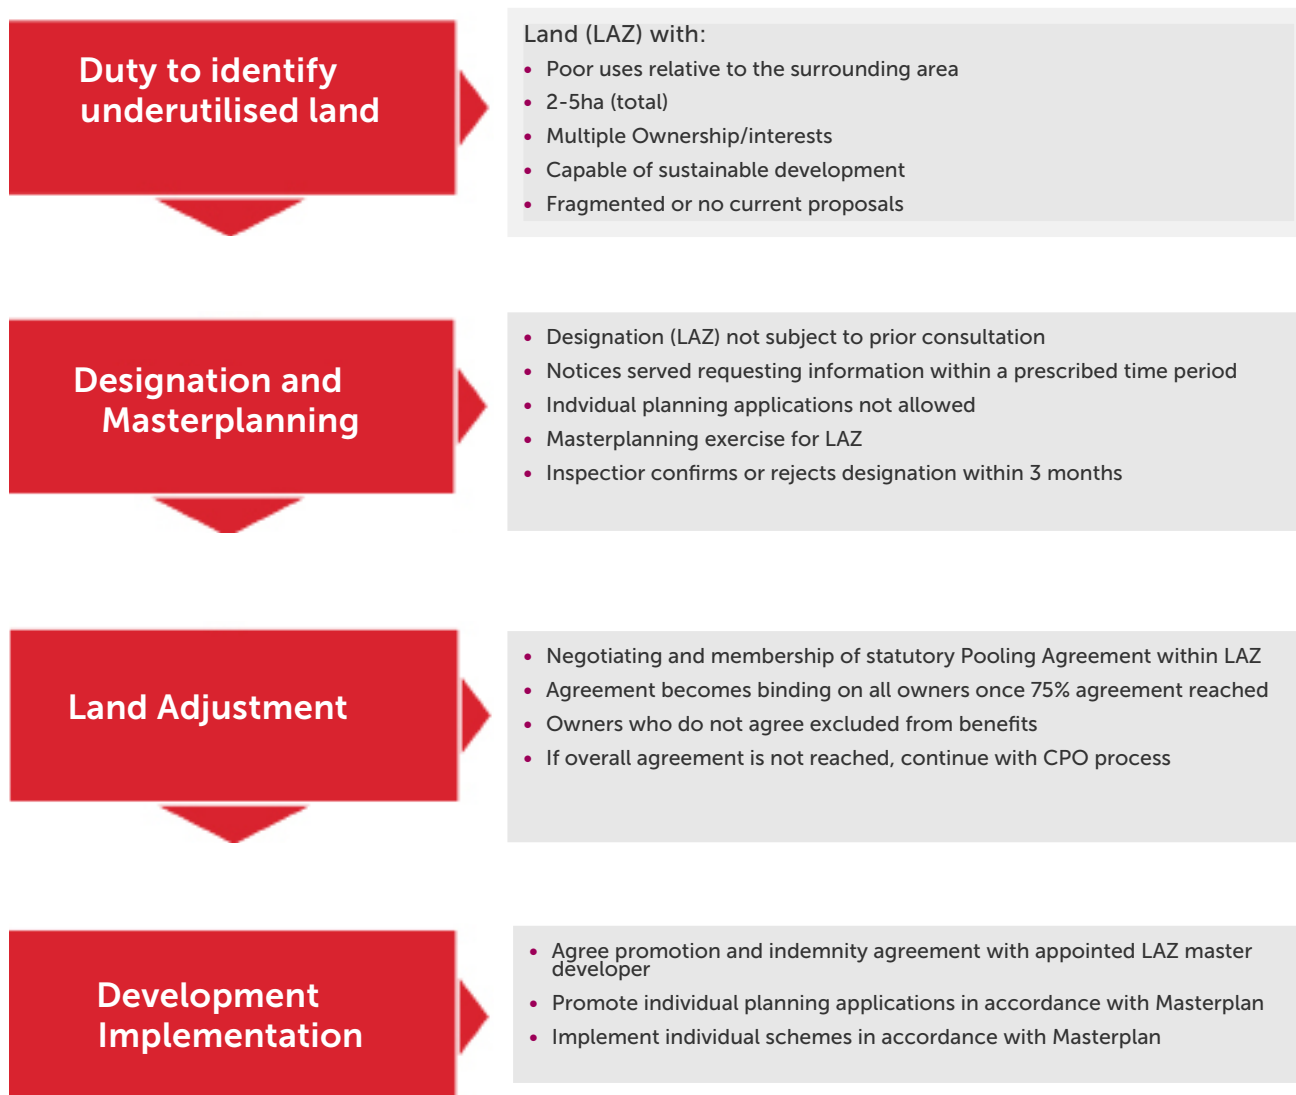 Duty to identify
underutilised land
Land (LAZ) with:
• Poor uses relative to the surrounding area
• 2-5ha (total)
• Multiple Ownership/interests
• Capable of sustainable development
• Fragmented or no current proposals
Designation and
Masterplanning
• Designation (LAZ) not subject to prior consultation
• Notices served requesting information within a prescribed time period
• Indvidual planning applications not allowed
• Masterplanning exercise for LAZ
• Inspectior confirms or rejects designation within 3 months
Land Adjustment
• Negotiating and membership of statutory Pooling Agreement within LAZ
• Agreement becomes binding on all owners once 75% agreement reached
• Owners who do not agree excluded from benefits
• If overall agreement is not reached, continue with CPO process
Development
Implementation
• Agree promotion and indemnity agreement with appointed LAZ master
developer
• Promote individual planning applications in accordance with Masterplan
• Implement individual schemes in accordance with Masterplan